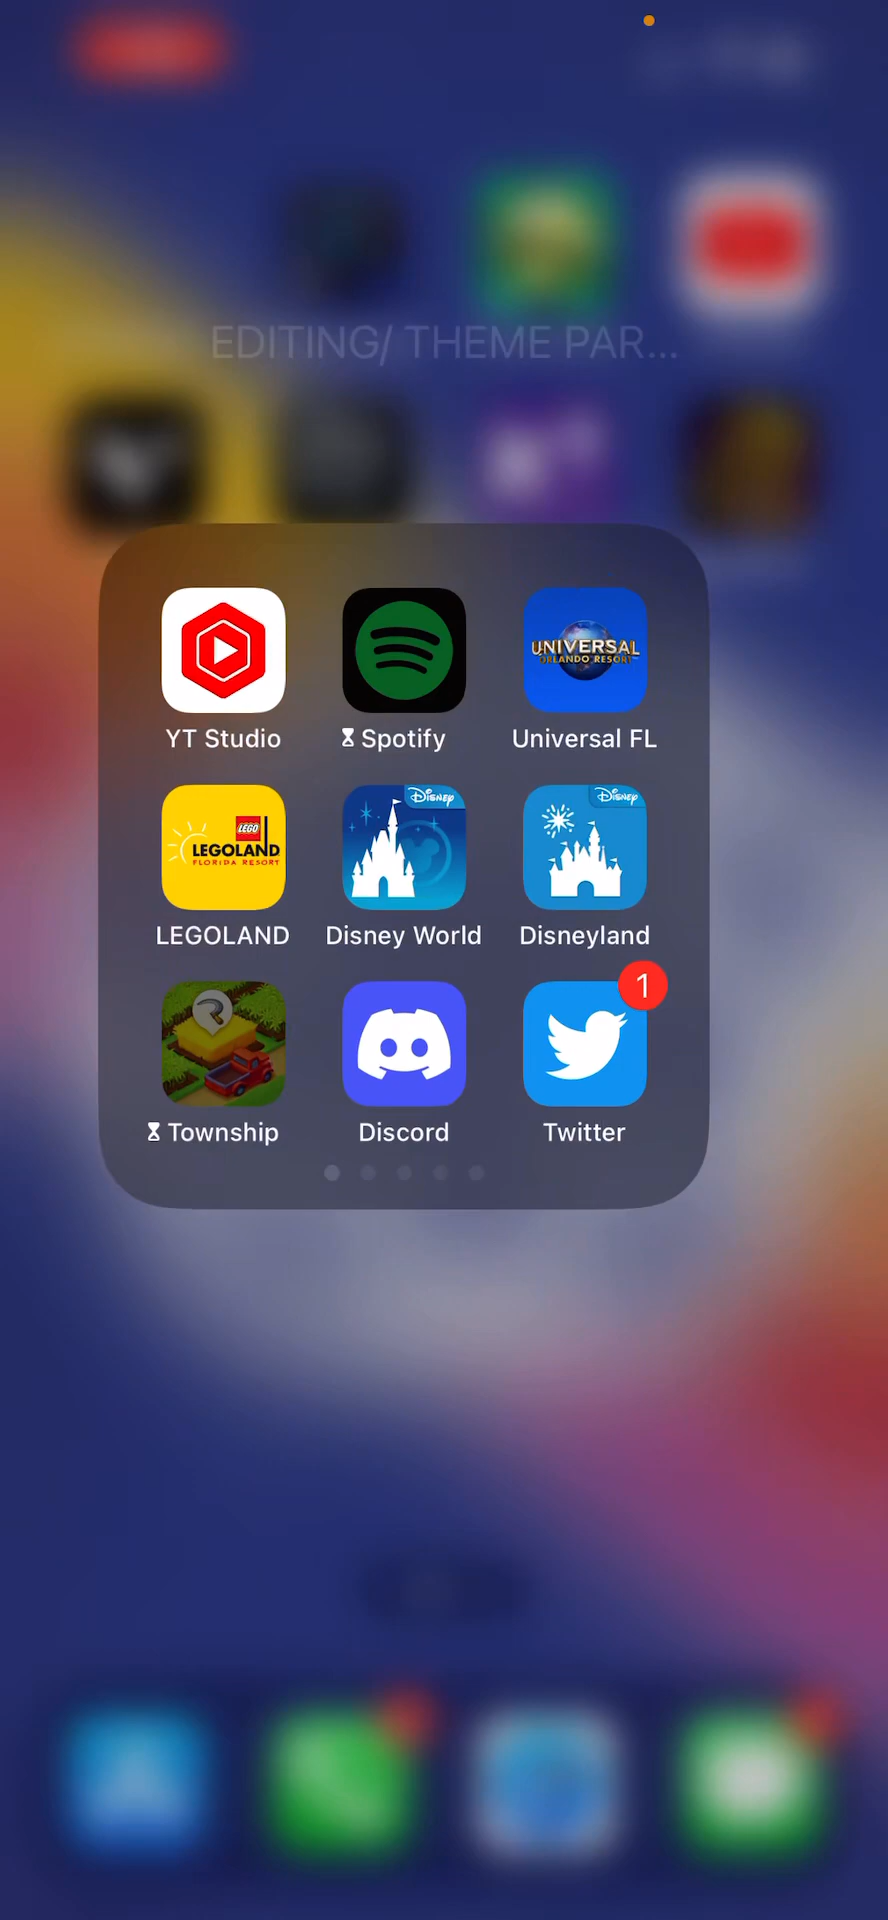 EDITING/ THEME PAR...
UNIVERSAL
ORLANDO RESORT
YT Studio
Spotify
Universal FL
LEGO
LEGOLAND
FLORIDA RESORT
Disney
Disney
LEGOLAND
Disney World
Disneyland
1
Township
Discord
Twitter